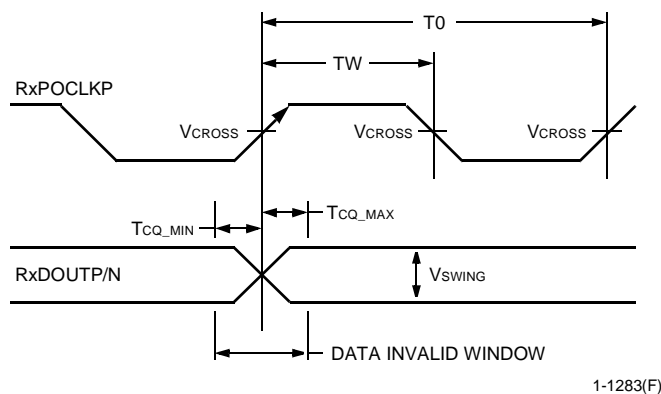 T0
TW
RxPOCLKP
VCROSS VCROSS VCROSS
TCQ_MIN TCQ_MAX
RxDOUTP/N VSWING
DATA INVALID WINDOW
1-1283(F)